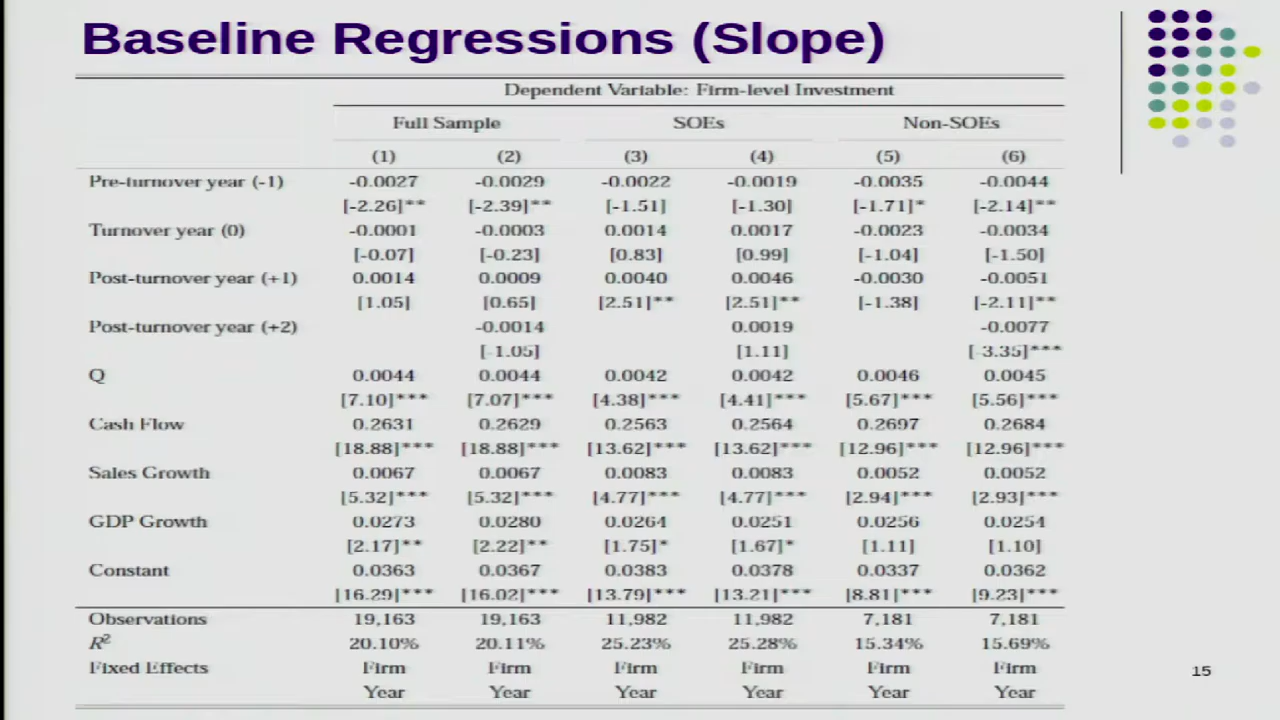 Baseline Regressions (Slope)
Dependent Variable: Firm-level Investment
Full Sample SOEs Non-SOEs
(1) (2) (3) (4) (5) (6)
Pre-turnover year (-1) -0.0027 -0.0029 -0.0022 -0.0019 -0.0035 -0.0044
[-2.26]** [-2.39]** [-1.51] [-1.30] [-1.71]* [-2.14]**
Turnover year (0) -0.0001 -0.0003 0.0014 0.0017 -0.0023 -0.0034
[-0.07] [-0.23] [0.83] [0.99] [-1.04] [-1.50]
Post-turnover year (+1) 0.0014 0.0009 0.0040 0.0046 -0.0030 -0.0051
[1.05] [0.65] [2.51]** [2.51]** [-1.38] [-2.11]**
Post-turnover year (+2) -0.0014 0.0019 -0.0077
[-1.05] [1.11] [-3.35]***
Q 0.0044 0.0044 0.0042 0.0042 0.0046 0.0045
[7.10]*** [7.07]*** [4.38]*** [4.41]*** [5.67]*** [5.56]***
Cash Flow 0.2631 0.2629 0.2563 0.2564 0.2697 0.2684
[18.88]*** [18.88]*** [13.62]*** [13.62]*** [12.96]*** [12.96]***
Sales Growth 0.0067 0.0067 0.0083 0.0083 0.0052 0.0052
[5.32]*** [5.32]*** [4.77]*** [4.77]*** [2.94]*** [2.93]***
GDP Growth 0.0273 0.0280 0.0264 0.0251 0.0256 0.0254
[2.17]** [2.22]** [1.75]* [1.67]* [1.11] [1.10]
Constant 0.0363 0.0367 0.0383 0.0378 0.0337 0.0362
[16.29]*** [16.02]*** [13.79]*** [13.21]*** [8.81]*** [9.23]***
Observations 19,163 19,163 11,982 11,982 7,181 7,181
R² 20.10% 20.11% 25.23% 25.28% 15.34% 15.69%
Fixed Effects Firm Firm Firm Firm Firm Firm
Year Year Year Year Year Year
15